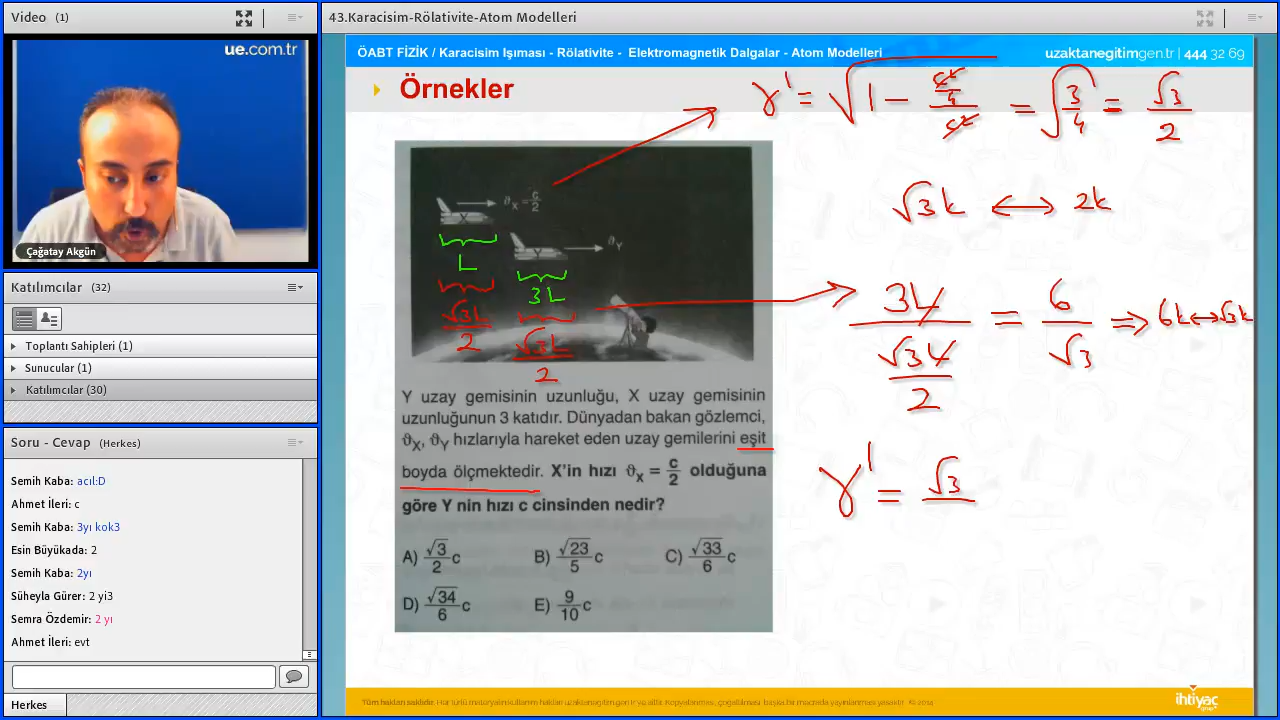 Video (1)
43.Karacisim-Rölativite-Atom Modelleri
ue.com.tr
Çağatay Akgün
Katılımcılar (32)
Toplantı Sahipleri (1)
Sunucular (1)
Katılımcılar (30)
Soru - Cevap (Herkes)
Semih Kaba: acıl:D
Ahmet İleri: c
Semih Kaba: 3yı kok3
Esin Büyükada: 2
Semih Kaba: 2yı
Süheyla Gürer: 2 yi3
Semra Özdemir: 2 yı
Ahmet İleri: evt
Herkes
ÖABT FİZİK / Karacisim Işıması - Rölativite - Elektromagnetik Dalgalar - Atom Modelleri
uzaktanegitimgen.tr | 444 32 69
Örnekler
γ' = √(1 - (c²/4)/c²) = √(3/4) = √3/2
ϑX = c/2
X
√3k ↔ 2k
Y
ϑY
L
3L
√3L/2
√3L/2
3L/(√3L/2) = 6/√3 ⇒ 6k ↔ √3k
γ' = √3
Y uzay gemisinin uzunluğu, X uzay gemisinin
uzunluğunun 3 katıdır. Dünyadan bakan gözlemci,
ϑX, ϑY hızlarıyla hareket eden uzay gemilerini eşit
boyda ölçmektedir. X'in hızı ϑx = c/2 olduğuna
göre Y nin hızı c cinsinden nedir?
A) √3/2 c B) √23/5 c C) √33/6 c
D) √34/6 c E) 9/10 c
ihtiyaç